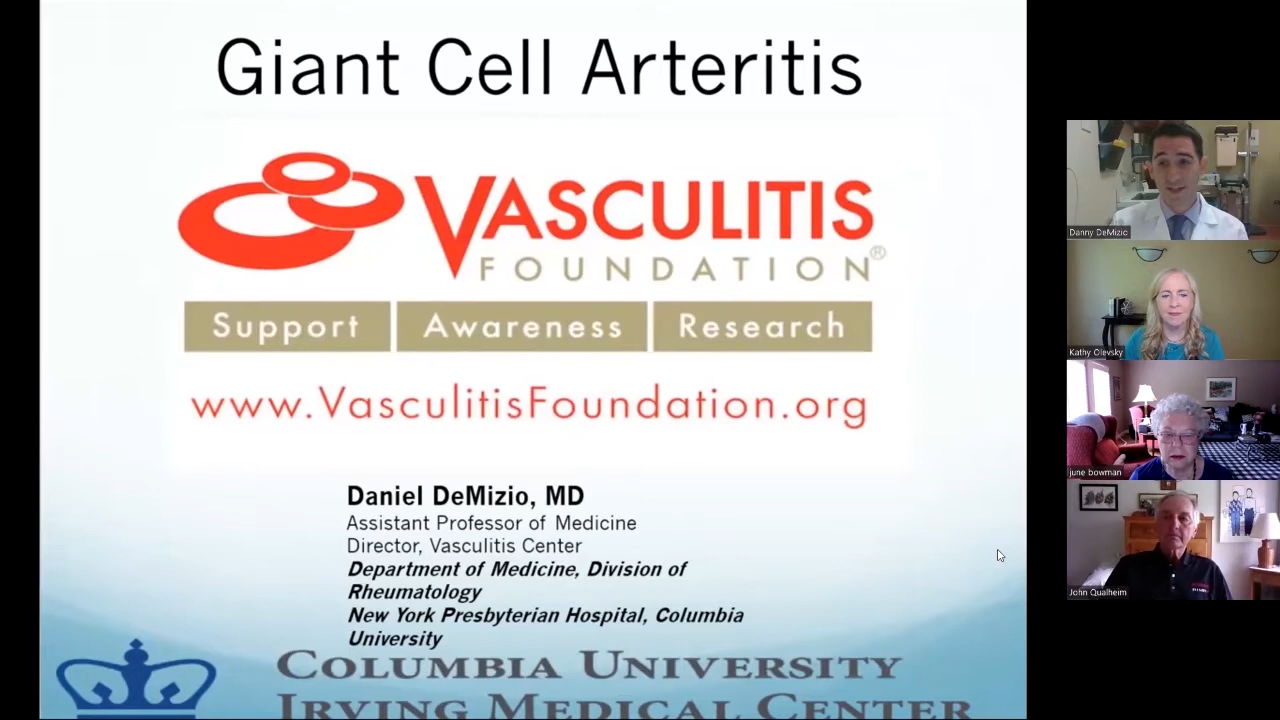 Giant Cell Arteritis
VASCULITIS
FOUNDATION®
Support Awareness Research
www.VasculitisFoundation.org
Daniel DeMizio, MD
Assistant Professor of Medicine
Director, Vasculitis Center
Department of Medicine, Division of
Rheumatology
New York Presbyterian Hospital, Columbia
University
COLUMBIA UNIVERSITY
IRVING MEDICAL CENTER
Danny DeMizio
Kathy Olevsky
june bowman
John Qualheim